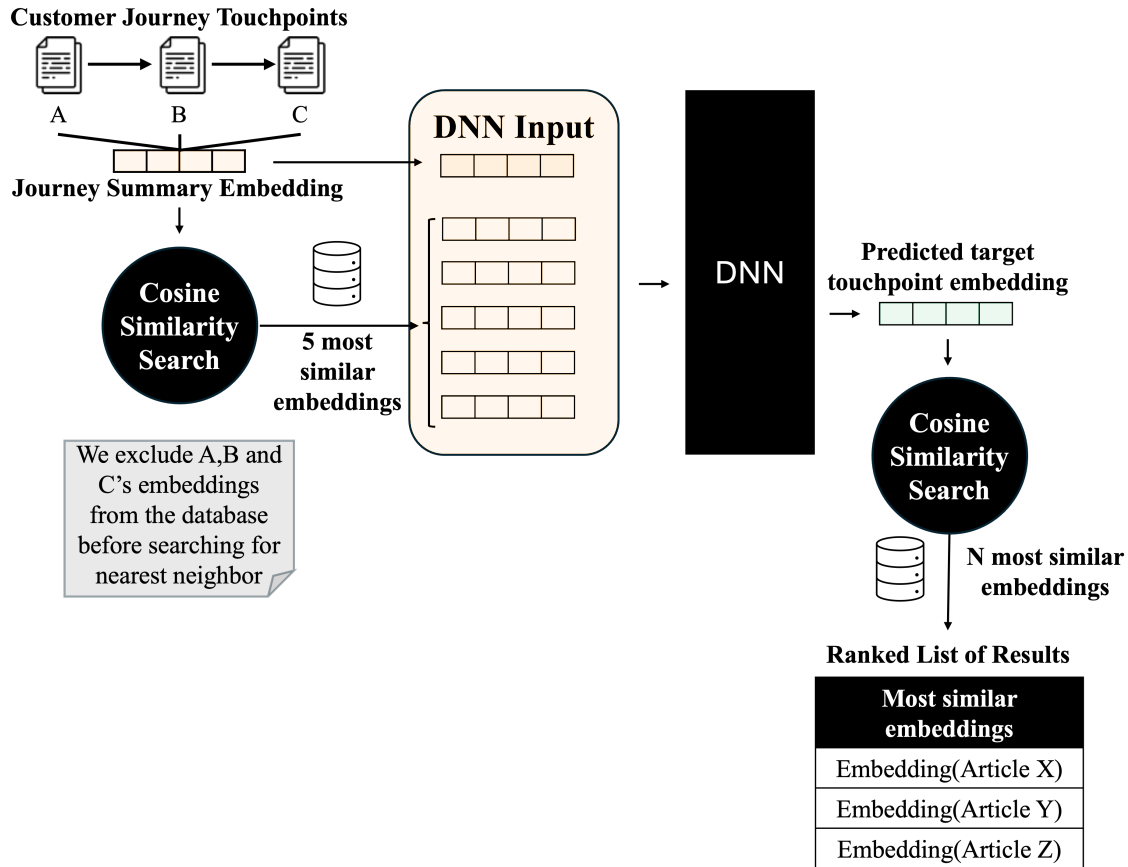 Customer Journey Touchpoints
A
B
C
Journey Summary Embedding
Cosine
Similarity
Search
5 most
similar
embeddings
We exclude A,B and
C’s embeddings
from the database
before searching for
nearest neighbor
DNN Input
DNN
Predicted target
touchpoint embedding
Cosine
Similarity
Search
N most similar
embeddings
Ranked List of Results
Most similar
embeddings
Embedding(Article X)
Embedding(Article Y)
Embedding(Article Z)